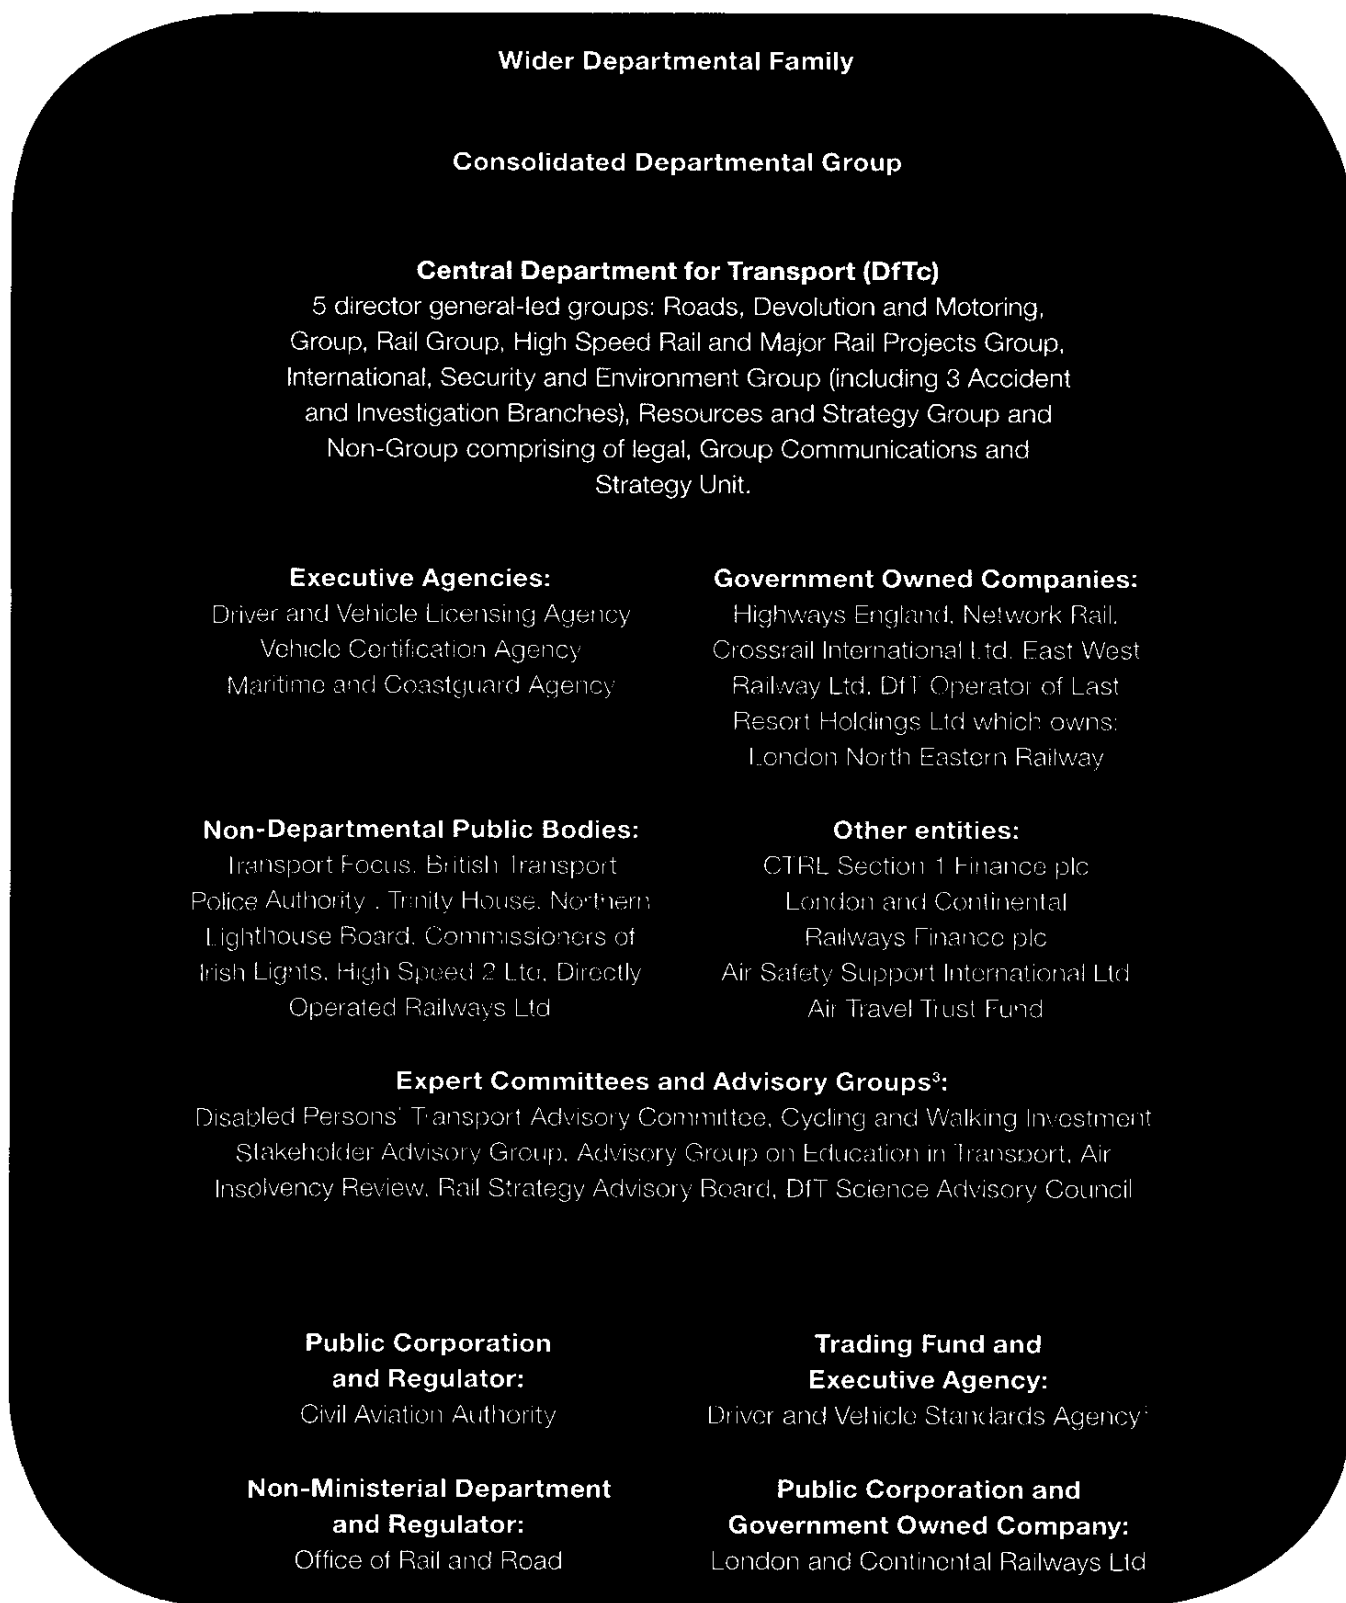 Wider Departmental Family
Consolidated Departmental Group
Central Department for Transport (DfTc)
5 director general-led groups: Roads, Devolution and Motoring,
Group, Rail Group, High Speed Rail and Major Rail Projects Group,
International, Security and Environment Group (including 3 Accident
and Investigation Branches), Resources and Strategy Group and
Non-Group comprising of legal, Group Communications and
Strategy Unit.
Executive Agencies:
Driver and Vehicle Licensing Agency
Vehicle Certification Agency
Maritime and Coastguard Agency
Government Owned Companies:
Highways England, Network Rail,
Crossrail International Ltd, East West
Railway Ltd, DfT Operator of Last
Resort Holdings Ltd which owns:
London North Eastern Railway
Non-Departmental Public Bodies:
Transport Focus, British Transport
Police Authority , Trinity House, Northern
Lighthouse Board, Commissioners of
Irish Lights, High Speed 2 Ltd, Directly
Operated Railways Ltd
Other entities:
CTRL Section 1 Finance plc
London and Continental
Railways Finance plc
Air Safety Support International Ltd
Air Travel Trust Fund
Expert Committees and Advisory Groups³:
Disabled Persons' Transport Advisory Committee, Cycling and Walking Investment
Stakeholder Advisory Group, Advisory Group on Education in Transport, Air
Insolvency Review, Rail Strategy Advisory Board, DfT Science Advisory Council
Public Corporation
and Regulator:
Civil Aviation Authority
Trading Fund and
Executive Agency:
Driver and Vehicle Standards Agency
Non-Ministerial Department
and Regulator:
Office of Rail and Road
Public Corporation and
Government Owned Company:
London and Continental Railways Ltd